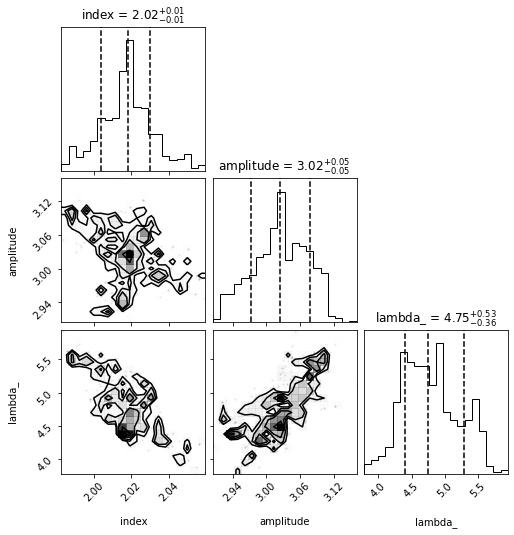 index = 2.02^{+0.01}_{-0.01}
amplitude = 3.02^{+0.05}_{-0.05}
amplitude
3.12
3.06
3.00
2.94
lambda_ = 4.75^{+0.53}_{-0.36}
lambda_
5.5
5.0
4.5
4.0
2.00 2.02 2.04
2.94 3.00 3.06 3.12
4.0 4.5 5.0 5.5
index amplitude lambda_